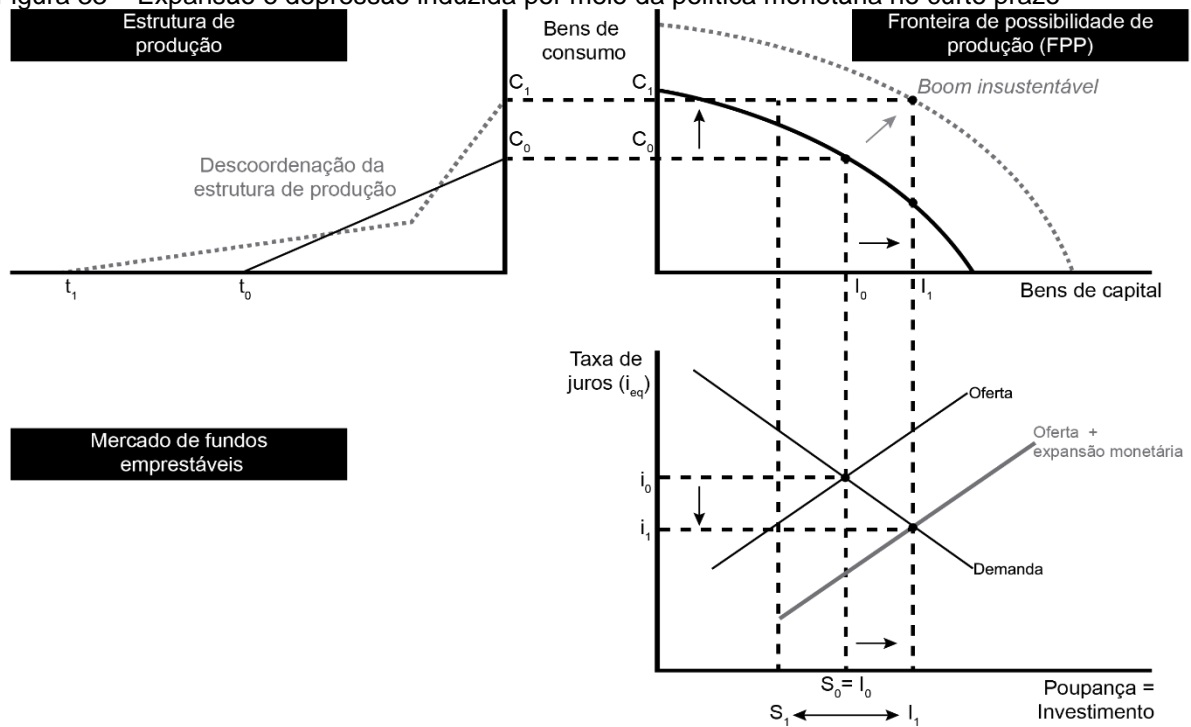 Figura 38 – Expansão e depressão induzida por meio da política monetária no curto prazo
Estrutura de
produção
Bens de
consumo
Fronteira de possibilidade de
produção (FPP)
C₁
C₁
Boom insustentável
C₀
C₀
Descoordenação da
estrutura de produção
t₁
t₀
I₀
I₁
Bens de capital
Taxa de
juros (i_eq)
Oferta
Mercado de fundos
emprestáveis
Oferta +
expansão monetária
i₀
i₁
Demanda
S₀= I₀
Poupança =
Investimento
S₁
I₁